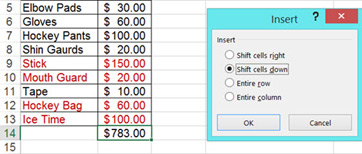 5 Elbow Pads $ 30.00
6 Gloves $ 60.00
7 Hockey Pants $100.00
8 Shin Gaurds $ 20.00
9 Stick $150.00
10 Mouth Guard $ 20.00
11 Tape $ 10.00
12 Hockey Bag $ 60.00
13 Ice Time $100.00
14 $783.00
15
Insert ? ×
Insert
Shift cells right
Shift cells down
Entire row
Entire column
OK Cancel